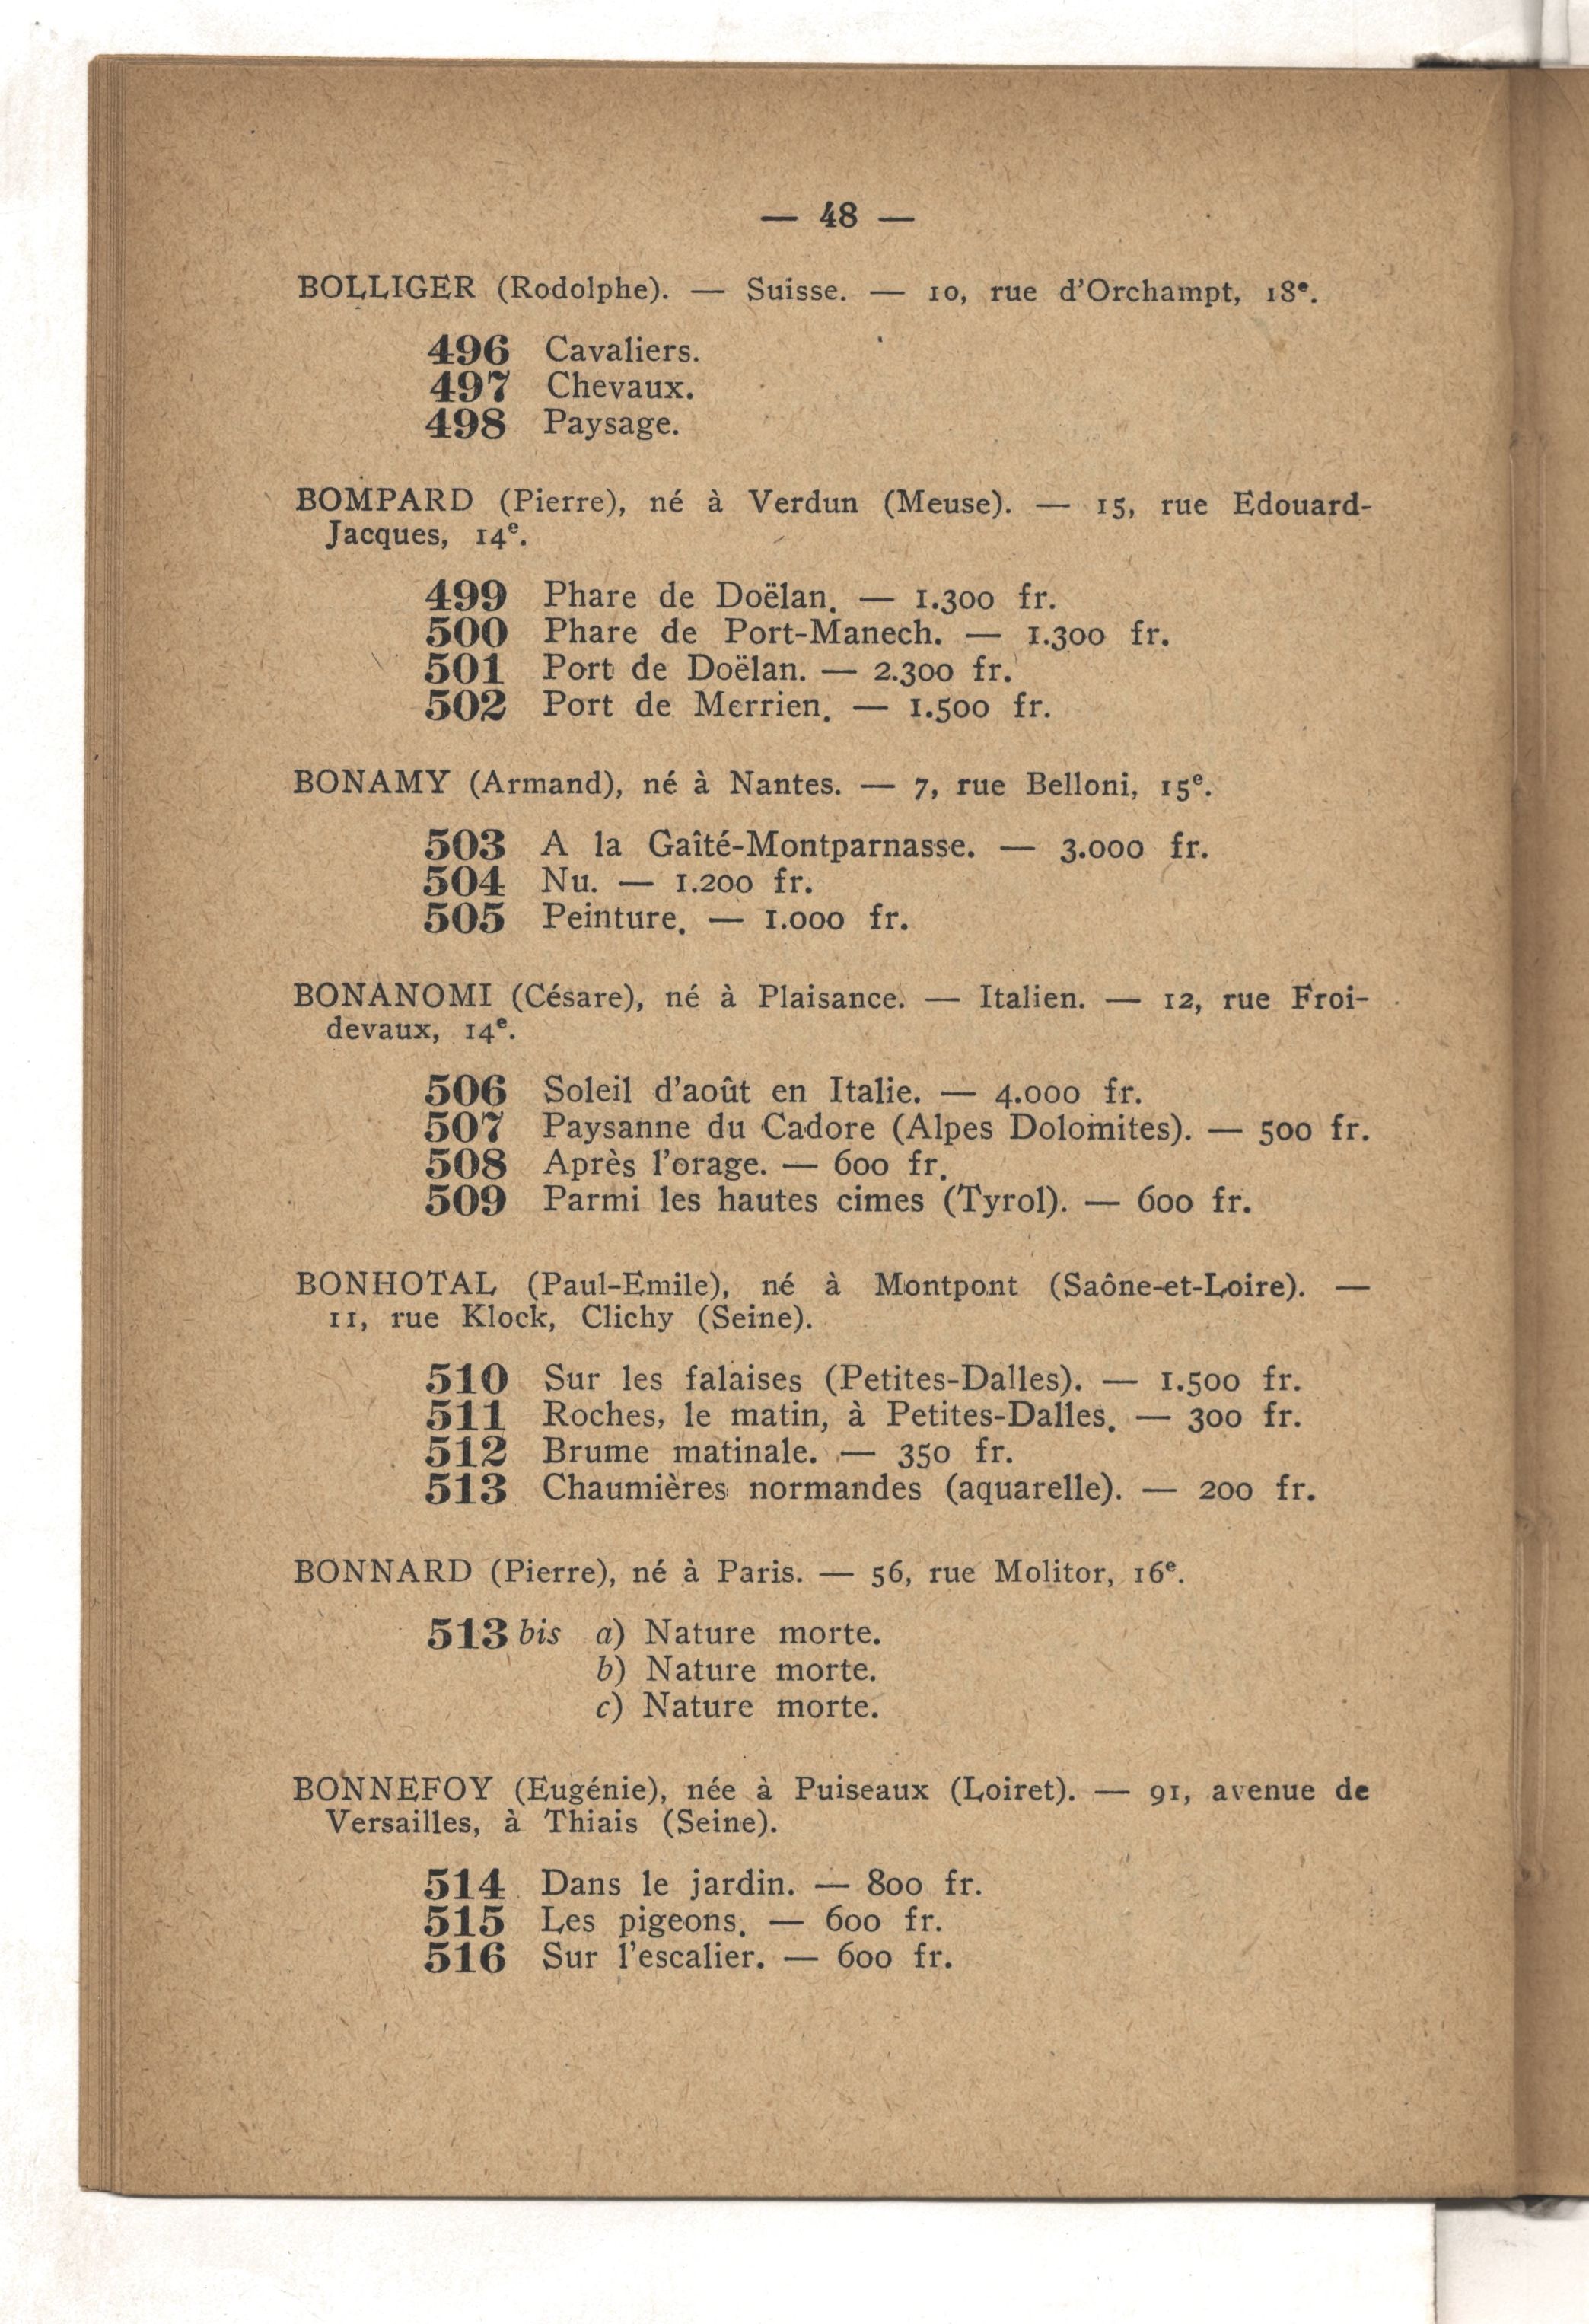 — 48 —
BOLLIGER (Rodolphe). — Suisse. — 10, rue d'Orchampt, 18e.
496 Cavaliers.
497 Chevaux.
498 Paysage.
BOMPARD (Pierre), né à Verdun (Meuse). — 15, rue Edouard-
Jacques, 14e.
499 Phare de Doëlan. — 1.300 fr.
500 Phare de Port-Manech. — 1.300 fr.
501 Port de Doëlan. — 2.300 fr.
502 Port de Merrien. — 1.500 fr.
BONAMY (Armand), né à Nantes. — 7, rue Belloni, 15e.
503 A la Gaîté-Montparnasse. — 3.000 fr.
504 Nu. — 1.200 fr.
505 Peinture. — 1.000 fr.
BONANOMI (Césare), né à Plaisance. — Italien. — 12, rue Froi-
devaux, 14e.
506 Soleil d'août en Italie. — 4.000 fr.
507 Paysanne du Cadore (Alpes Dolomites). — 500 fr.
508 Après l'orage. — 600 fr.
509 Parmi les hautes cimes (Tyrol). — 600 fr.
BONHOTAL (Paul-Emile), né à Montpont (Saône-et-Loire). —
11, rue Klock, Clichy (Seine).
510 Sur les falaises (Petites-Dalles). — 1.500 fr.
511 Roches, le matin, à Petites-Dalles. — 300 fr.
512 Brume matinale. — 350 fr.
513 Chaumières normandes (aquarelle). — 200 fr.
BONNARD (Pierre), né à Paris. — 56, rue Molitor, 16e.
513 bis a) Nature morte.
b) Nature morte.
c) Nature morte.
BONNEFOY (Eugénie), née à Puiseaux (Loiret). — 91, avenue de
Versailles, à Thiais (Seine).
514 Dans le jardin. — 800 fr.
515 Les pigeons. — 600 fr.
516 Sur l'escalier. — 600 fr.